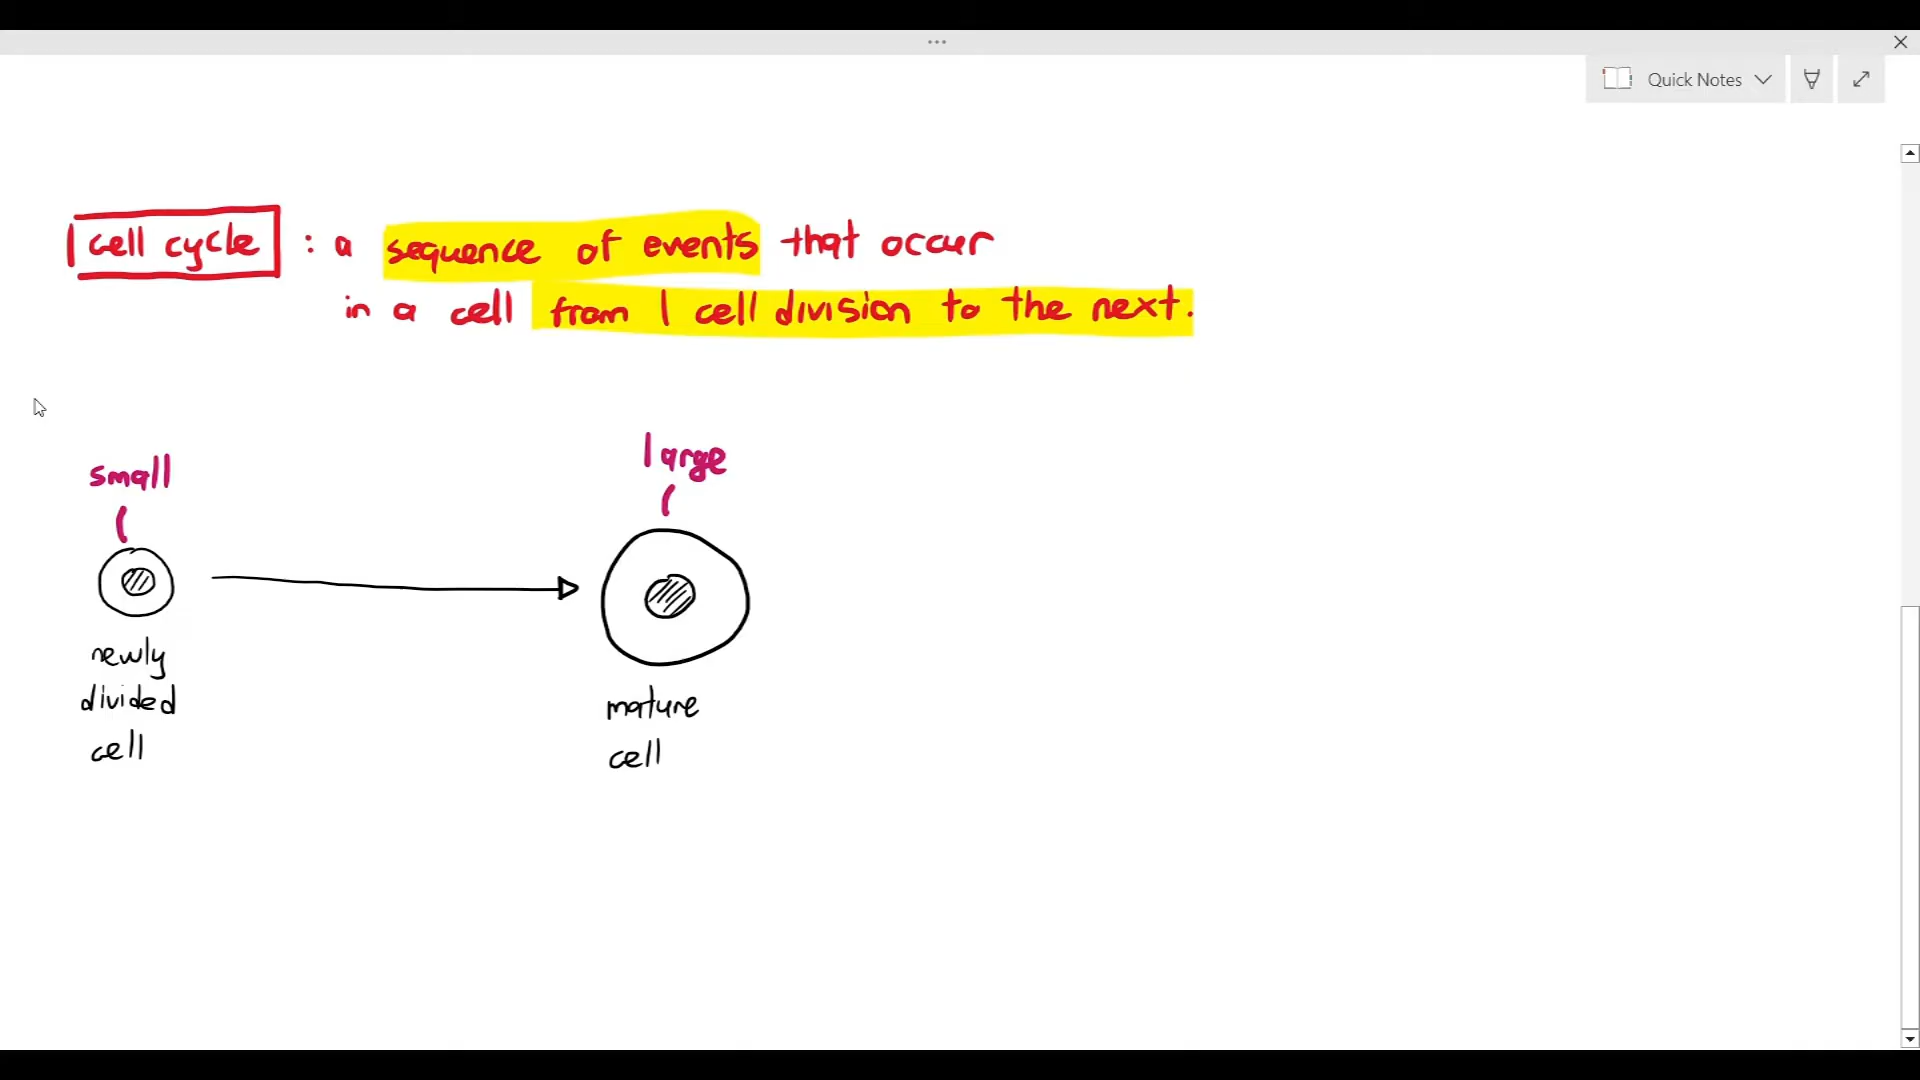 Quick Notes
cell cycle : a sequence of events that occur
in a cell from 1 cell division to the next.
small
large
newly
divided
cell
mature
cell